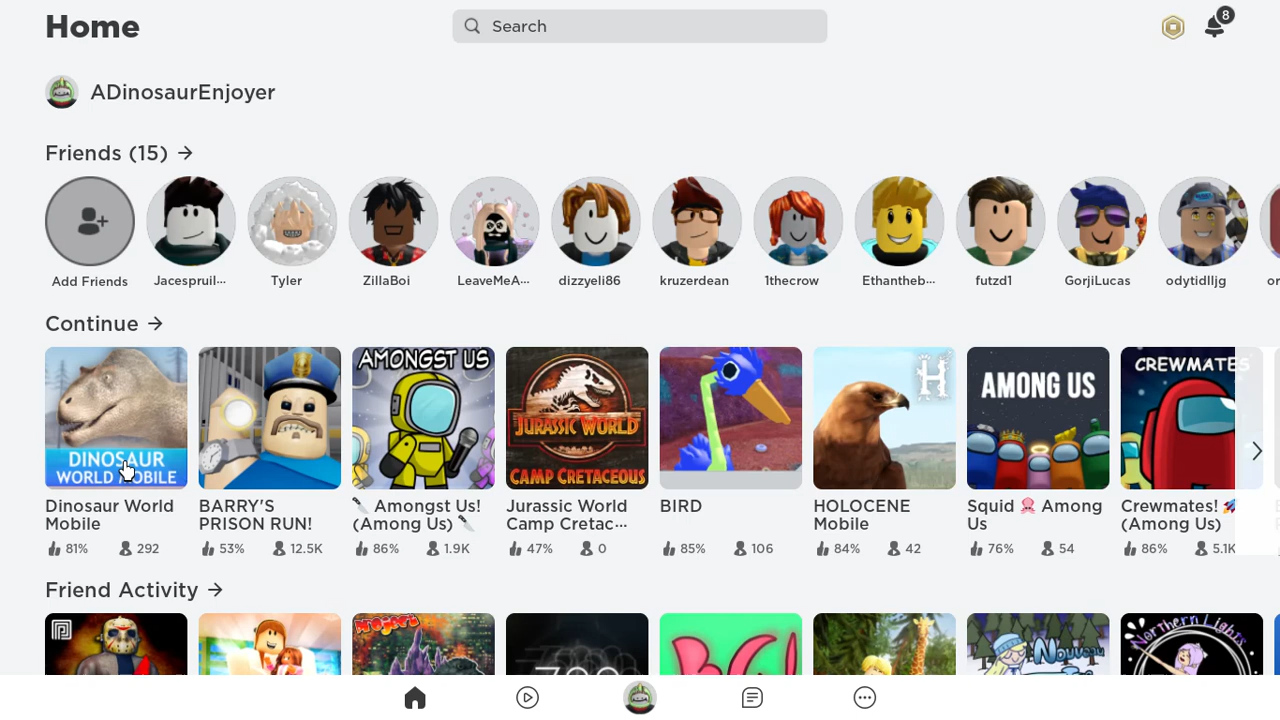 Home
Search
8
ADinosaurEnjoyer
Friends (15)
Add Friends
Jacespruil...
Tyler
ZillaBoi
LeaveMeA...
dizzyeli86
kruzerdean
1thecrow
Ethantheb...
futzd1
GorjiLucas
odytidlljg
or
Continue
DINOSAUR
WORLD MOBILE
AMONGST US
JURASSIC WORLD
CAMP CRETACEOUS
H
AMONG US
CREWMATES
Dinosaur World
Mobile
81% 292
BARRY'S
PRISON RUN!
53% 12.5K
🔪 Amongst Us!
(Among Us) 🔪
86% 1.9K
Jurassic World
Camp Cretac...
47% 0
BIRD
85% 106
HOLOCENE
Mobile
84% 42
Squid 🐙 Among
Us
76% 54
Crewmates! 🚀
(Among Us)
86% 5.1K
Friend Activity
Project
Nouveau
Northern Lights